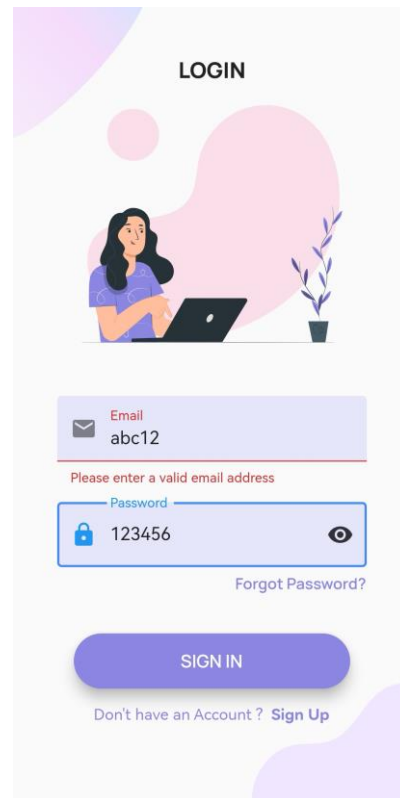 LOGIN
Email
abc12
Please enter a valid email address
Password
123456
Forgot Password?
SIGN IN
Don't have an Account ? Sign Up